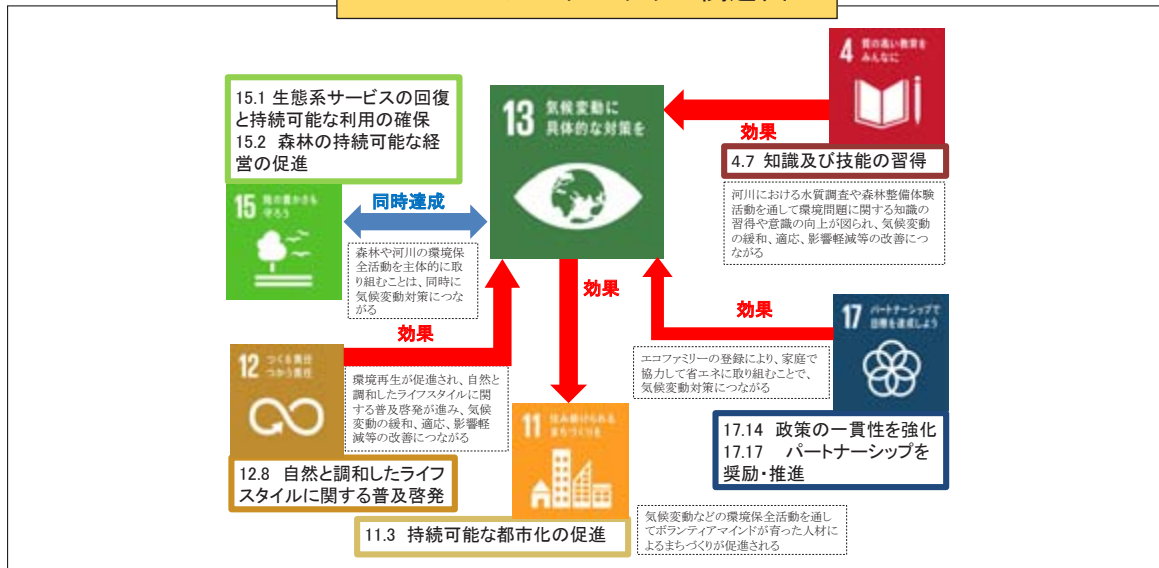 15.1 生態系サービスの回復
と持続可能な利用の確保
15.2 森林の持続可能な経
営の促進
15 陸の豊かさも
守ろう
同時達成
森林や河川の環境保
全活動を主体的に取
り組むことは、同時に
気候変動対策につな
がる
13 気候変動に
具体的な対策を
4 質の高い教育を
みんなに
効果
4.7 知識及び技能の習得
河川における水質調査や森林整備体験
活動を通して環境問題に関する知識の
習得や意識の向上が図られ、気候変動
の緩和、適応、影響軽減等の改善につ
ながる
効果
12 つくる責任
つかう責任
環境再生が促進され、自然と
調和したライフスタイルに関
する普及啓発が進み、気候
変動の緩和、適応、影響軽
減等の改善につながる
12.8 自然と調和したライフ
スタイルに関する普及啓発
効果
11 住み続けられる
まちづくりを
11.3 持続可能な都市化の促進
気候変動などの環境保全活動を通し
てボランティアマインドが育った人材に
よるまちづくりが促進される
効果
17 パートナーシップで
目標を達成しよう
エコファミリーの登録により、家庭で
協力して省エネに取り組むことで、
気候変動対策につながる
17.14 政策の一貫性を強化
17.17 パートナーシップを
奨励・推進